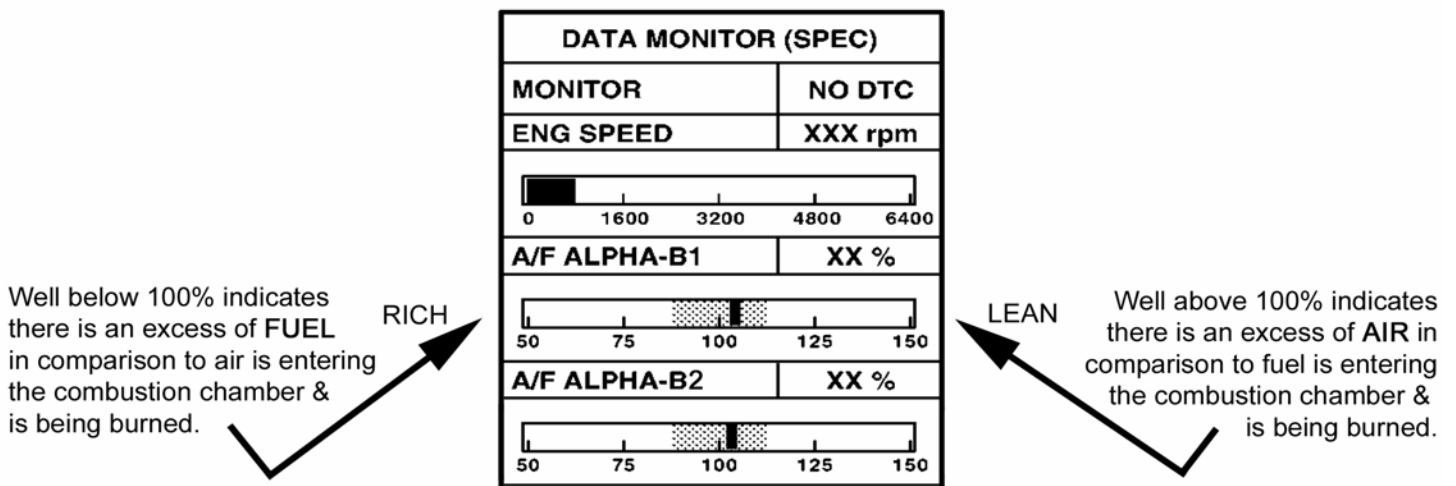 DATA MONITOR (SPEC)
MONITOR NO DTC
ENG SPEED XXX rpm
0 1600 3200 4800 6400
A/F ALPHA-B1 XX %
50 75 100 125 150
A/F ALPHA-B2 XX %
50 75 100 125 150
Well below 100% indicates
there is an excess of FUEL
in comparison to air is entering
the combustion chamber &
is being burned.
RICH
LEAN
Well above 100% indicates
there is an excess of AIR in
comparison to fuel is entering
the combustion chamber &
is being burned.